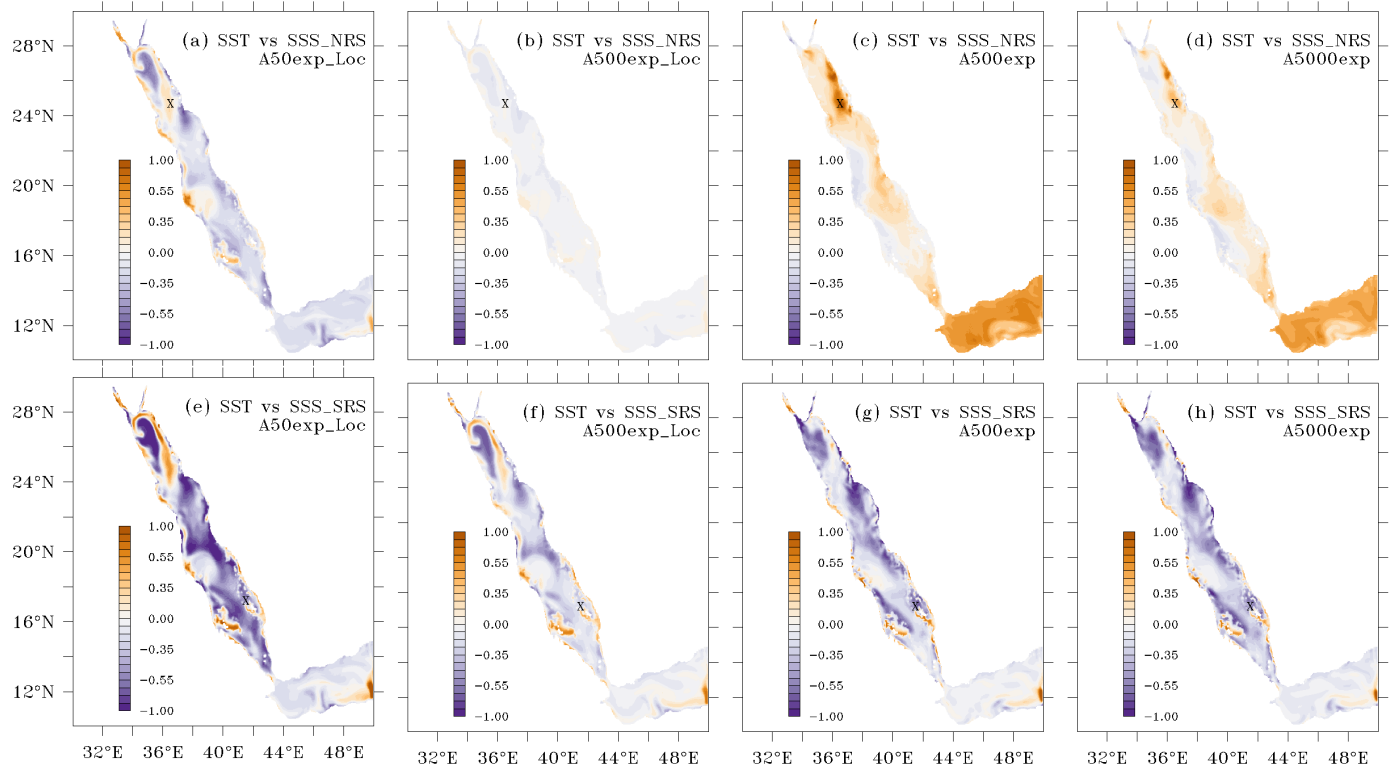 (a) SST vs SSS_NRS
A50exp_Loc
(b) SST vs SSS_NRS
A500exp_Loc
(c) SST vs SSS_NRS
A500exp
(d) SST vs SSS_NRS
A5000exp
28°N
24°N
20°N
16°N
12°N
X
X
X
X
1.00
0.55
0.35
0.00
−0.35
−0.55
−1.00
1.00
0.55
0.35
0.00
−0.35
−0.55
−1.00
1.00
0.55
0.35
0.00
−0.35
−0.55
−1.00
1.00
0.55
0.35
0.00
−0.35
−0.55
−1.00
(e) SST vs SSS_SRS
A50exp_Loc
(f) SST vs SSS_SRS
A500exp_Loc
(g) SST vs SSS_SRS
A500exp
(h) SST vs SSS_SRS
A5000exp
28°N
24°N
20°N
16°N
12°N
X
X
X
X
1.00
0.55
0.35
0.00
−0.35
−0.55
−1.00
1.00
0.55
0.35
0.00
−0.35
−0.55
−1.00
1.00
0.55
0.35
0.00
−0.35
−0.55
−1.00
1.00
0.55
0.35
0.00
−0.35
−0.55
−1.00
32°E 36°E 40°E 44°E 48°E
32°E 36°E 40°E 44°E 48°E
32°E 36°E 40°E 44°E 48°E
32°E 36°E 40°E 44°E 48°E